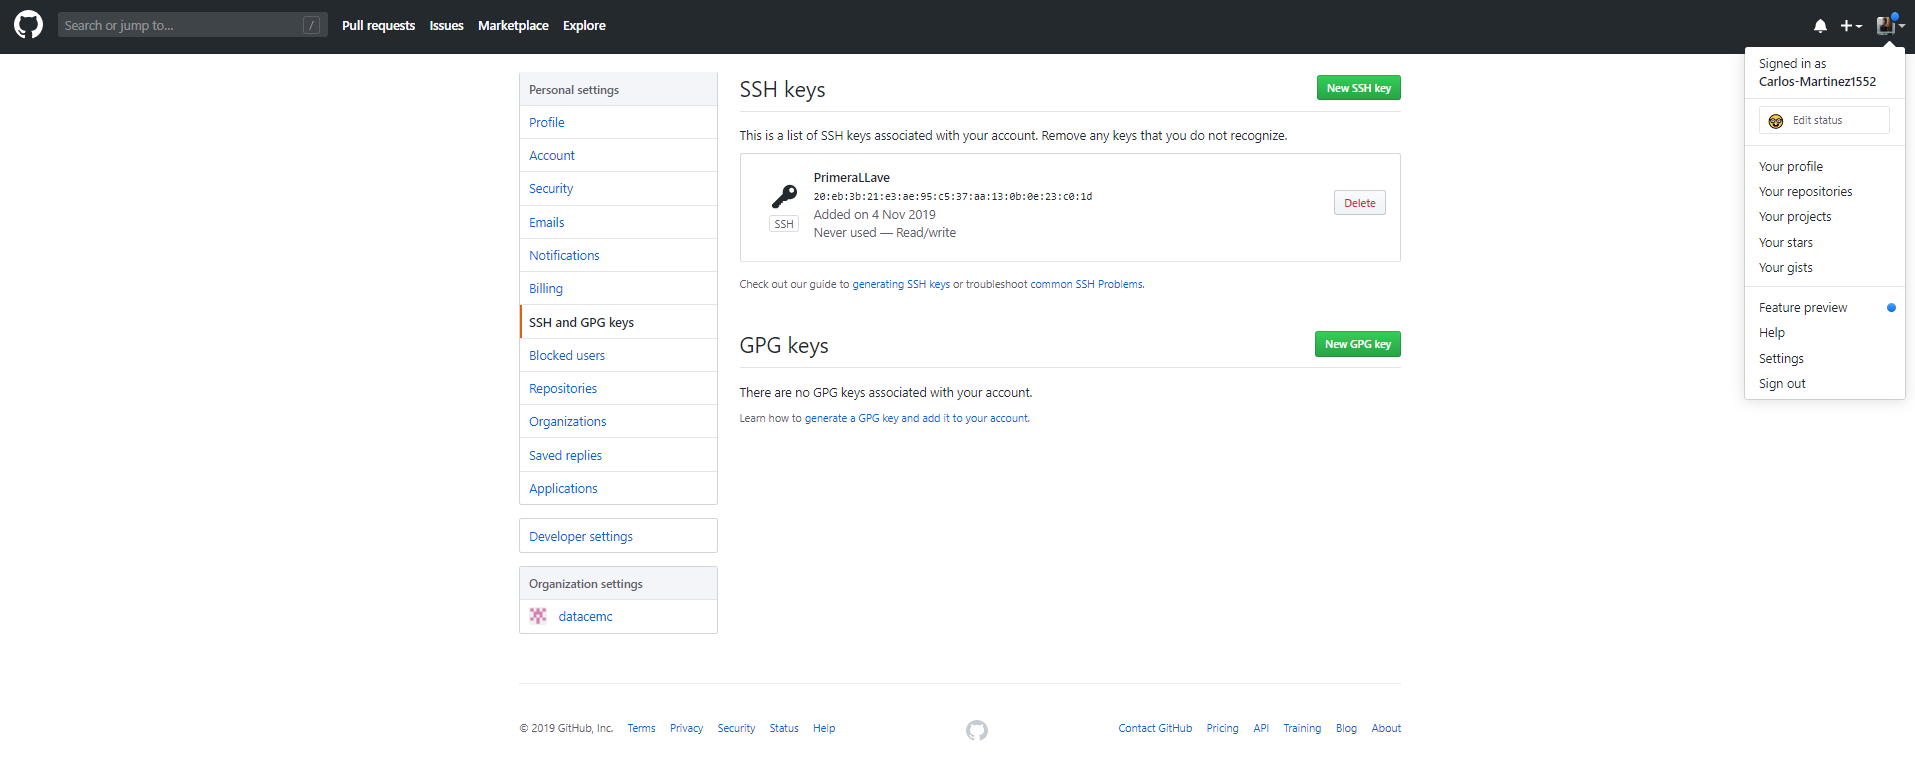 Search or jump to... /
Pull requests Issues Marketplace Explore
Signed in as
Carlos-Martinez1552
Edit status
Your profile
Your repositories
Your projects
Your stars
Your gists
Feature preview
Help
Settings
Sign out
Personal settings
Profile
Account
Security
Emails
Notifications
Billing
SSH and GPG keys
Blocked users
Repositories
Organizations
Saved replies
Applications
Developer settings
Organization settings
datacemc
SSH keys
New SSH key
This is a list of SSH keys associated with your account. Remove any keys that you do not recognize.
PrimeraLLave
20:eb:3b:21:e3:ae:95:c5:37:aa:13:0b:0e:23:c0:1d
SSH
Added on 4 Nov 2019
Never used — Read/write
Delete
Check out our guide to generating SSH keys or troubleshoot common SSH Problems.
GPG keys
New GPG key
There are no GPG keys associated with your account.
Learn how to generate a GPG key and add it to your account.
© 2019 GitHub, Inc. Terms Privacy Security Status Help
Contact GitHub Pricing API Training Blog About